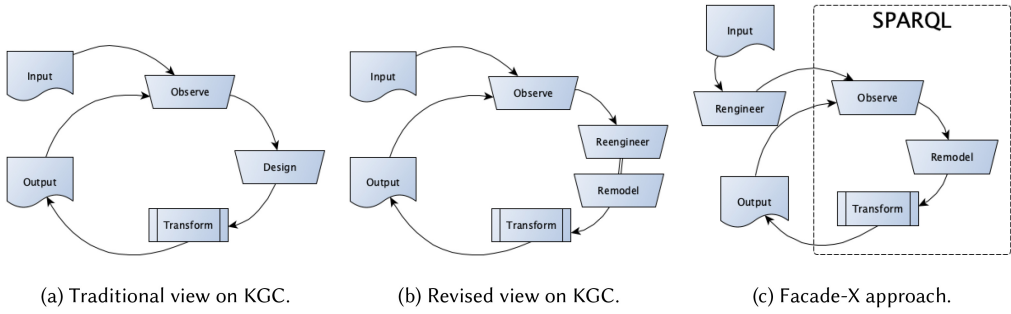 Input
Observe
Design
Output
Transform
(a) Traditional view on KGC.
Input
Observe
Reengineer
Remodel
Output
Transform
(b) Revised view on KGC.
SPARQL
Input
Rengineer
Observe
Remodel
Output
Transform
(c) Facade-X approach.